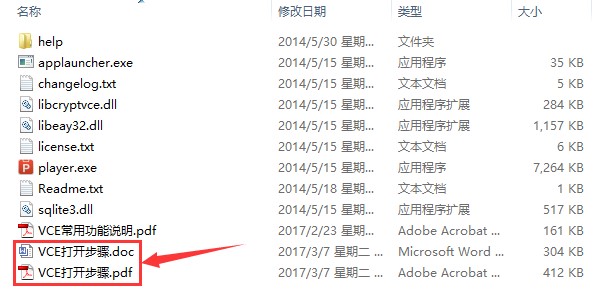 名称 修改日期 类型 大小
help 2014/5/30 星期... 文件夹
applauncher.exe 2014/5/15 星期... 应用程序 35 KB
changelog.txt 2014/5/15 星期... 文本文档 5 KB
libcryptvce.dll 2014/5/15 星期... 应用程序扩展 284 KB
libeay32.dll 2014/5/15 星期... 应用程序扩展 1,157 KB
license.txt 2014/5/15 星期... 文本文档 6 KB
player.exe 2014/5/15 星期... 应用程序 7,264 KB
Readme.txt 2014/5/18 星期... 文本文档 1 KB
sqlite3.dll 2014/5/15 星期... 应用程序扩展 517 KB
VCE常用功能说明.pdf 2017/2/23 星期... Adobe Acrobat ... 161 KB
VCE打开步骤.doc 2017/3/7 星期二 ... Microsoft Word ... 304 KB
VCE打开步骤.pdf 2017/3/7 星期二 ... Adobe Acrobat ... 412 KB